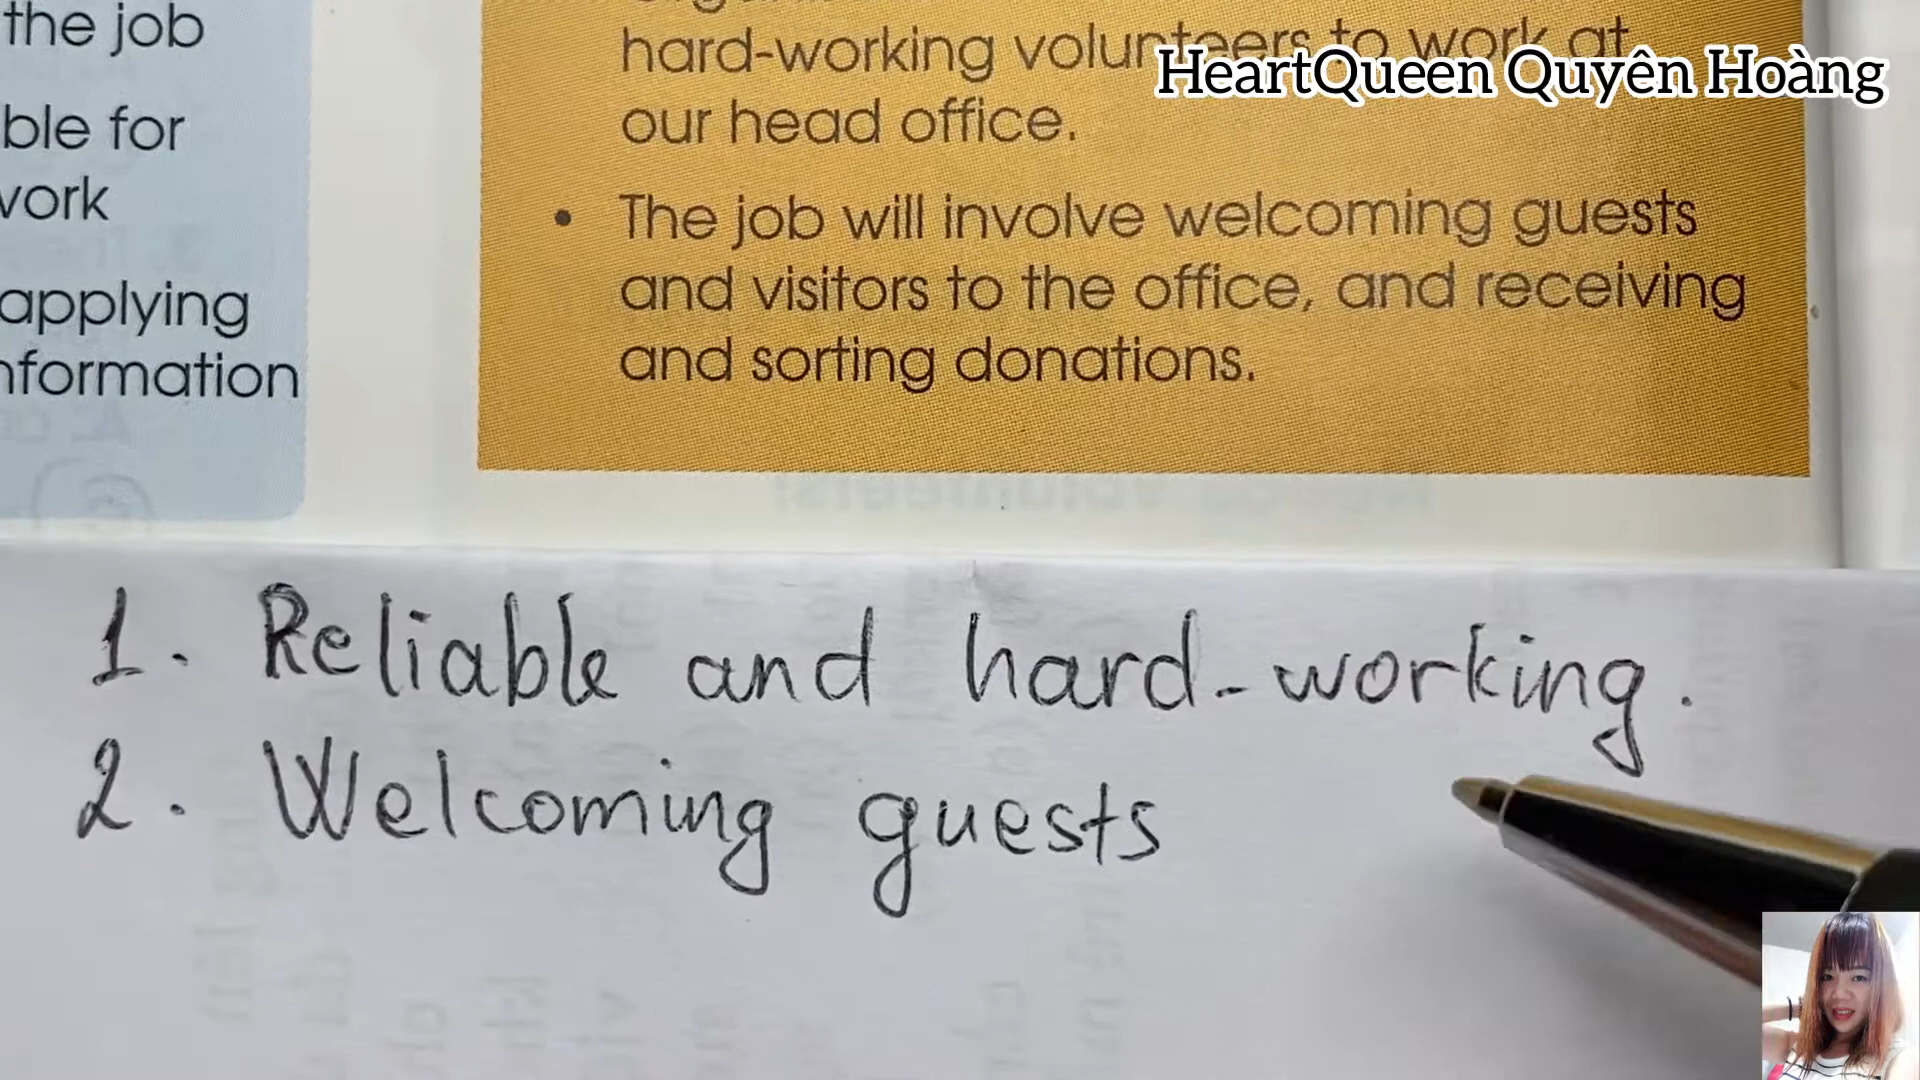 the job
ble for
work
applying
nformation
hard-working volunteers to work at
our head office.
• The job will involve welcoming guests
and visitors to the office, and receiving
and sorting donations.
HeartQueen Quyên Hoàng
1. Reliable and hard-working.
2. Welcoming guests